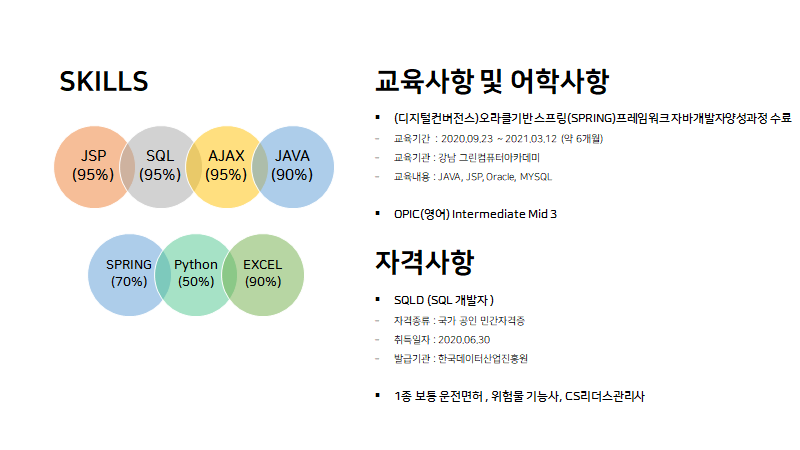 SKILLS
JSP
(95%)
SQL
(95%)
AJAX
(95%)
JAVA
(90%)
SPRING
(70%)
Python
(50%)
EXCEL
(90%)
교육사항 및 어학사항
▪ (디지털컨버전스)오라클기반스프링(SPRING)프레임워크자바개발자양성과정 수료
- 교육기간 : 2020.09.23 ~ 2021.03.12 (약 6개월)
- 교육기관 : 강남 그린컴퓨터아카데미
- 교육내용 : JAVA, JSP, Oracle, MYSQL
▪ OPIC(영어) Intermediate Mid 3
자격사항
▪ SQLD (SQL 개발자 )
- 자격종류 : 국가 공인 민간자격증
- 취득일자 : 2020.06.30
- 발급기관 : 한국데이터산업진흥원
▪ 1종 보통 운전면허 , 위험물 기능사, CS리더스관리사